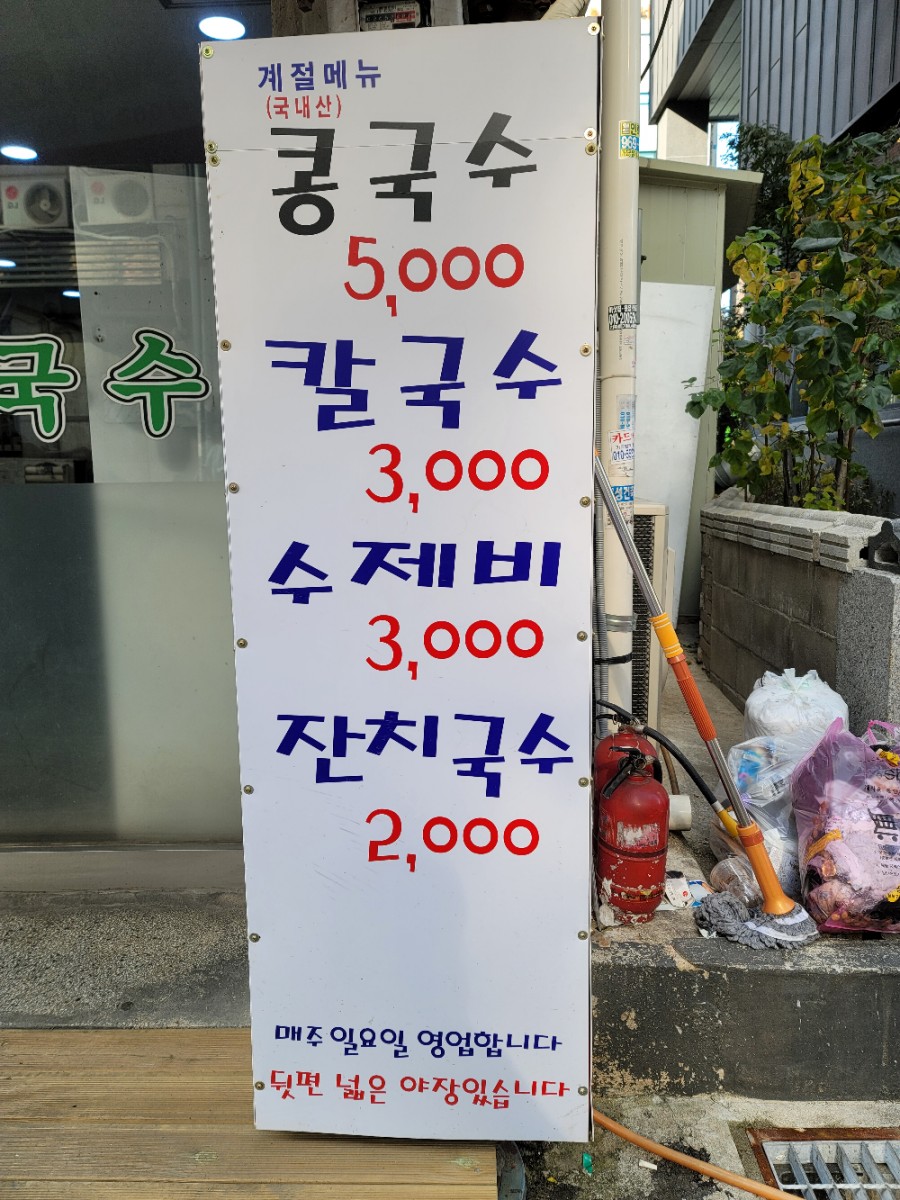 계절메뉴
(국내산)
콩국수
5,000
칼국수
3,000
수제비
3,000
잔치국수
2,000
매주 일요일 영업합니다
뒷편 넓은 야장있습니다
국수
LG
LG